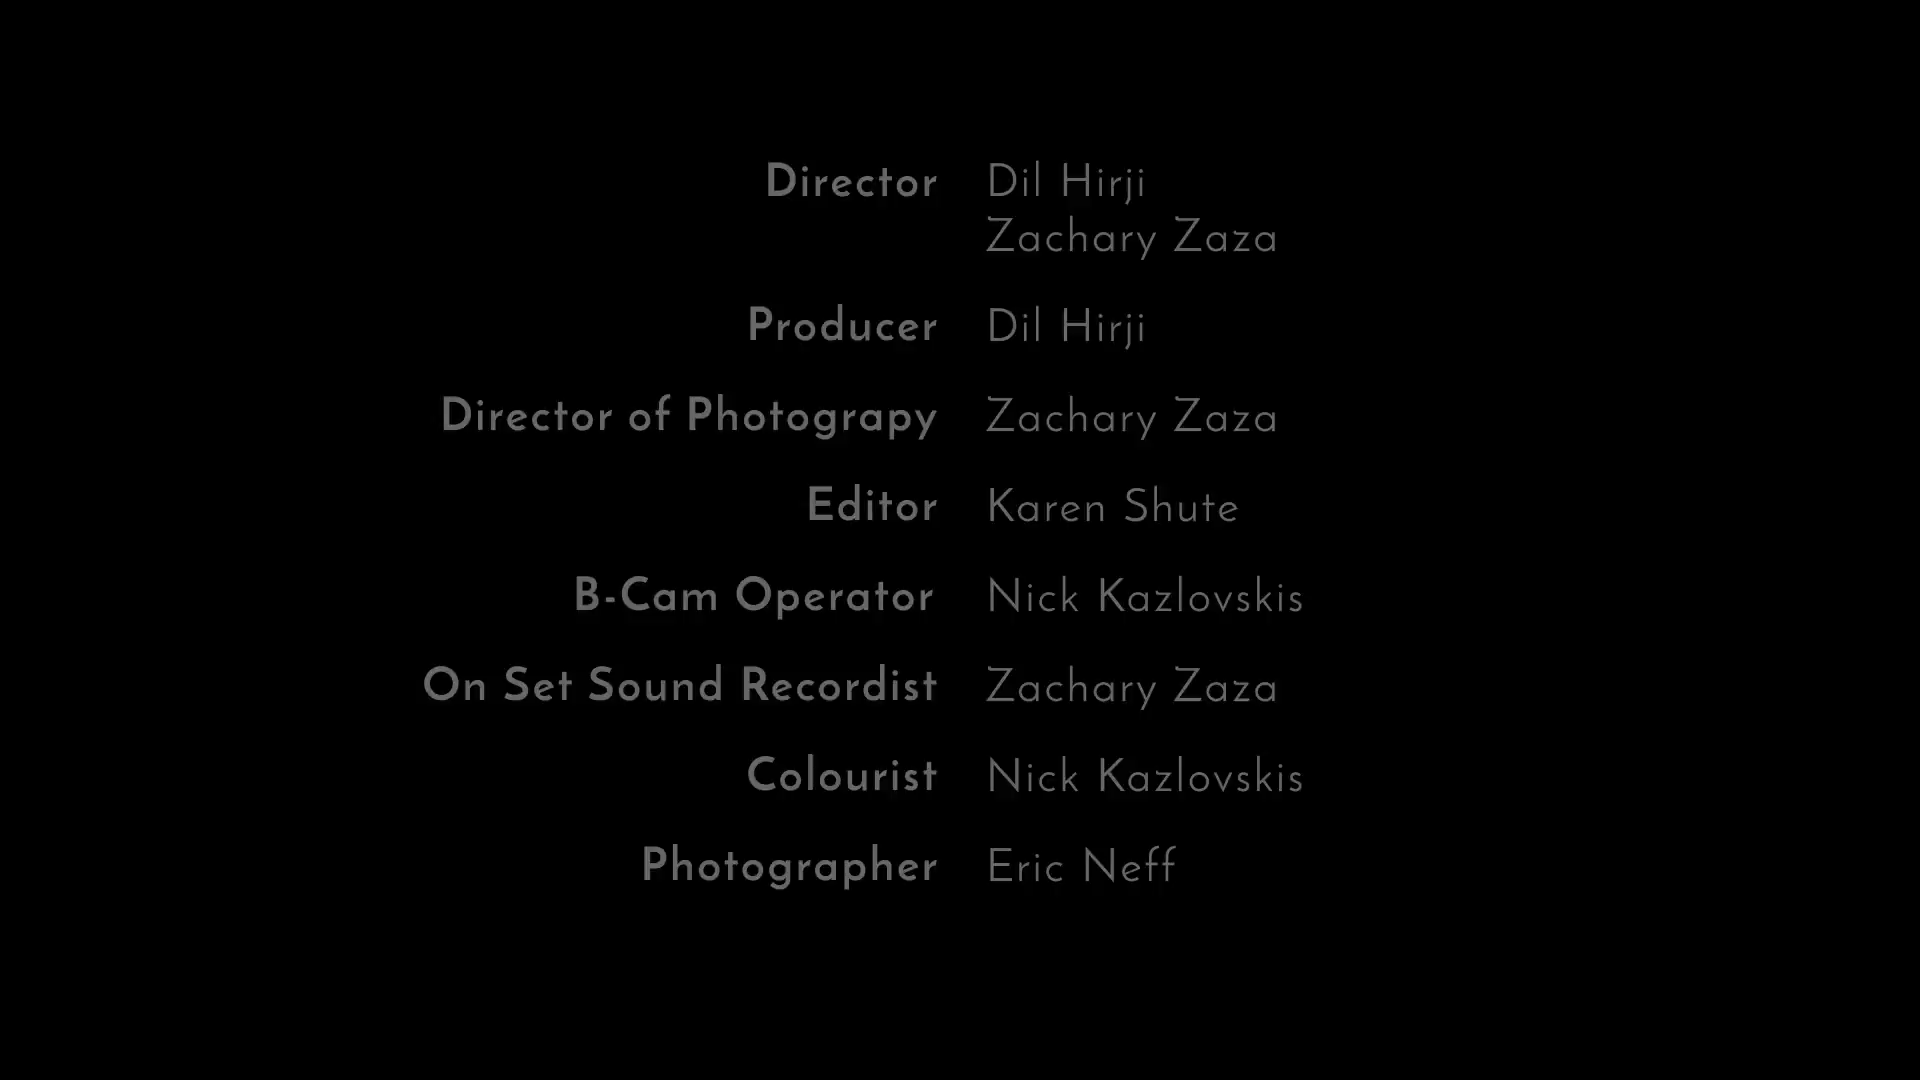 Director Dil Hirji
Zachary Zaza
Producer Dil Hirji
Director of Photograpy Zachary Zaza
Editor Karen Shute
B-Cam Operator Nick Kazlovskis
On Set Sound Recordist Zachary Zaza
Colourist Nick Kazlovskis
Photographer Eric Neff